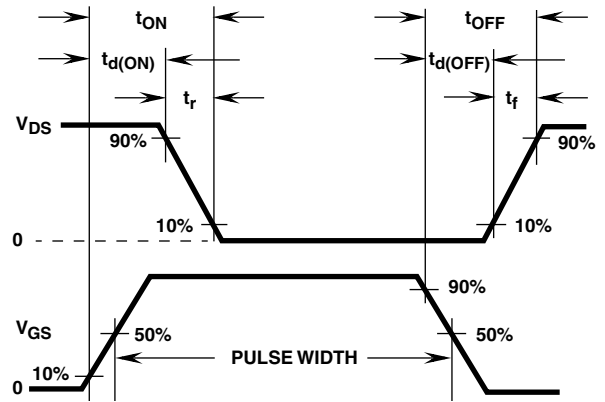 tON tOFF
td(ON) td(OFF)
tr tf
VDS
90% 90%
10% 10%
0
90%
VGS 50% 50%
PULSE WIDTH
10%
0